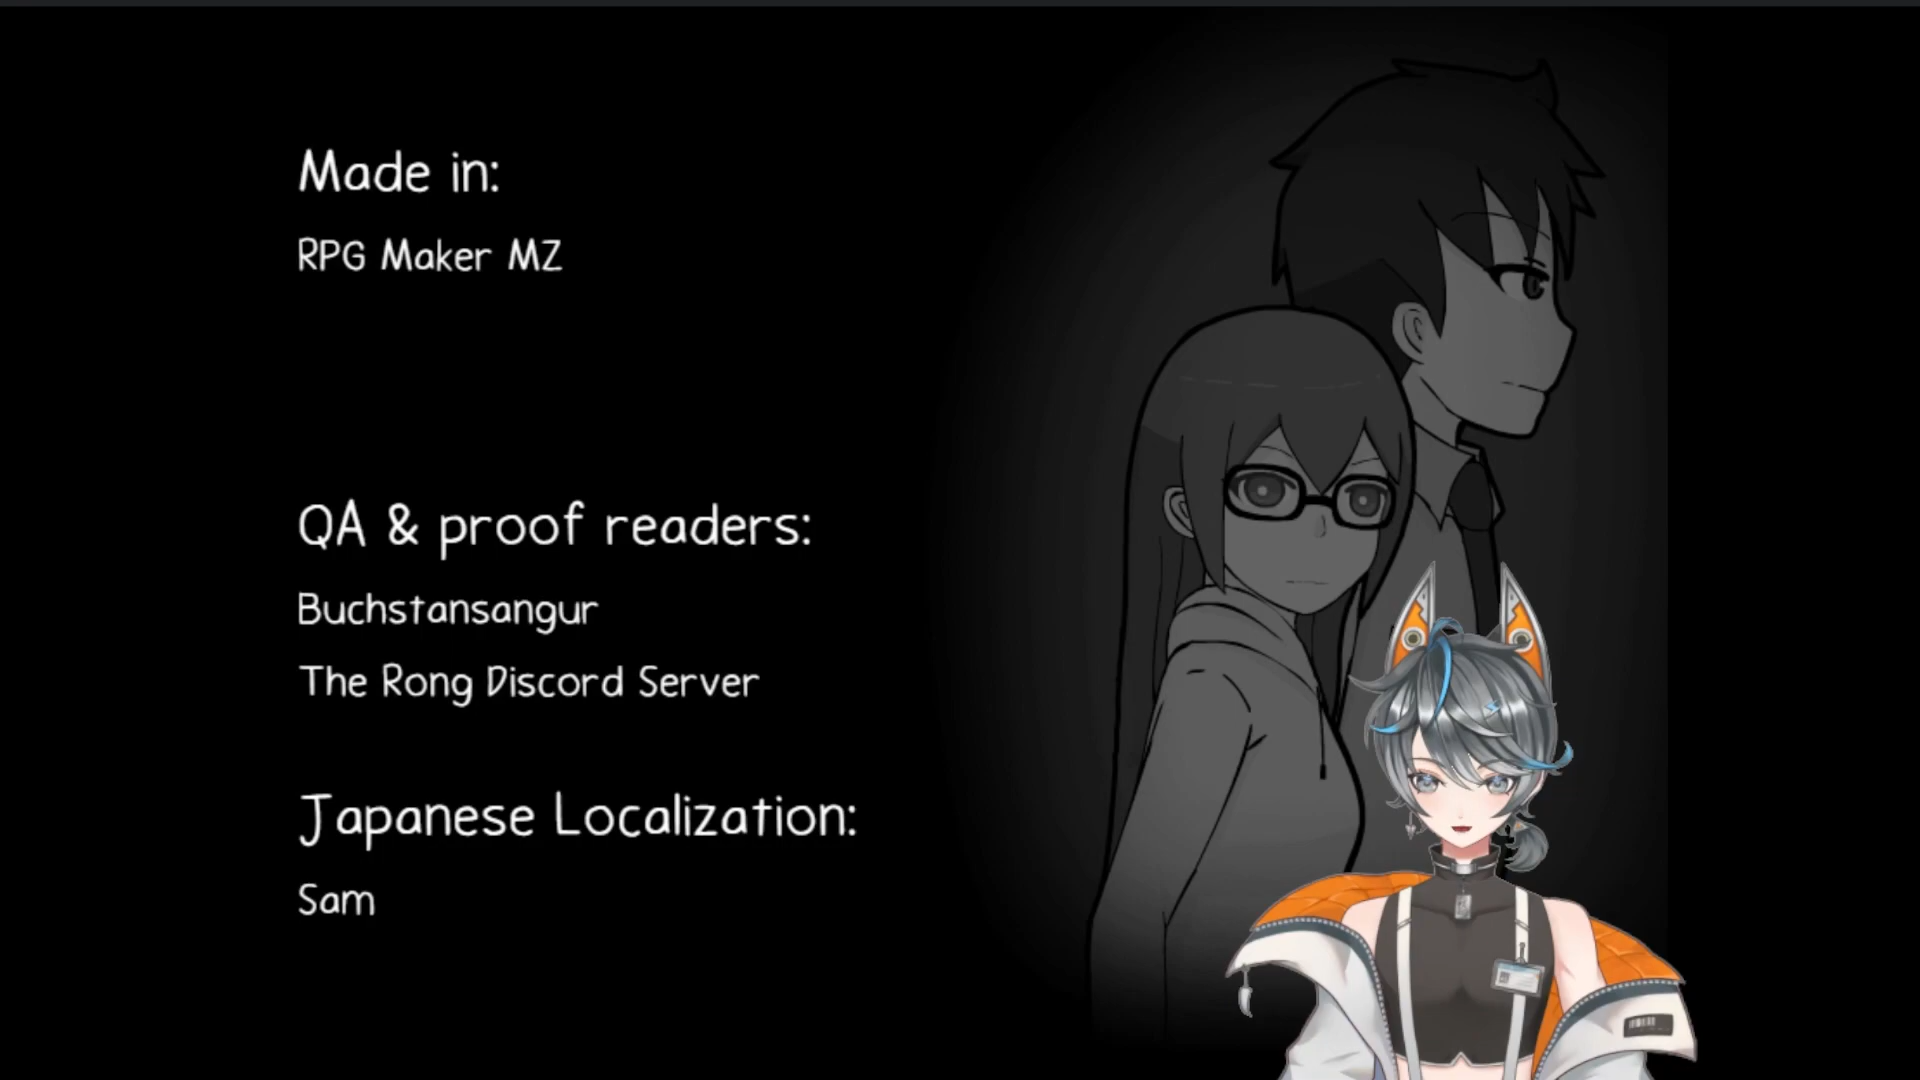 Made in:
RPG Maker MZ
QA & proof readers:
Buchstansangur
The Rong Discord Server
Japanese Localization:
Sam